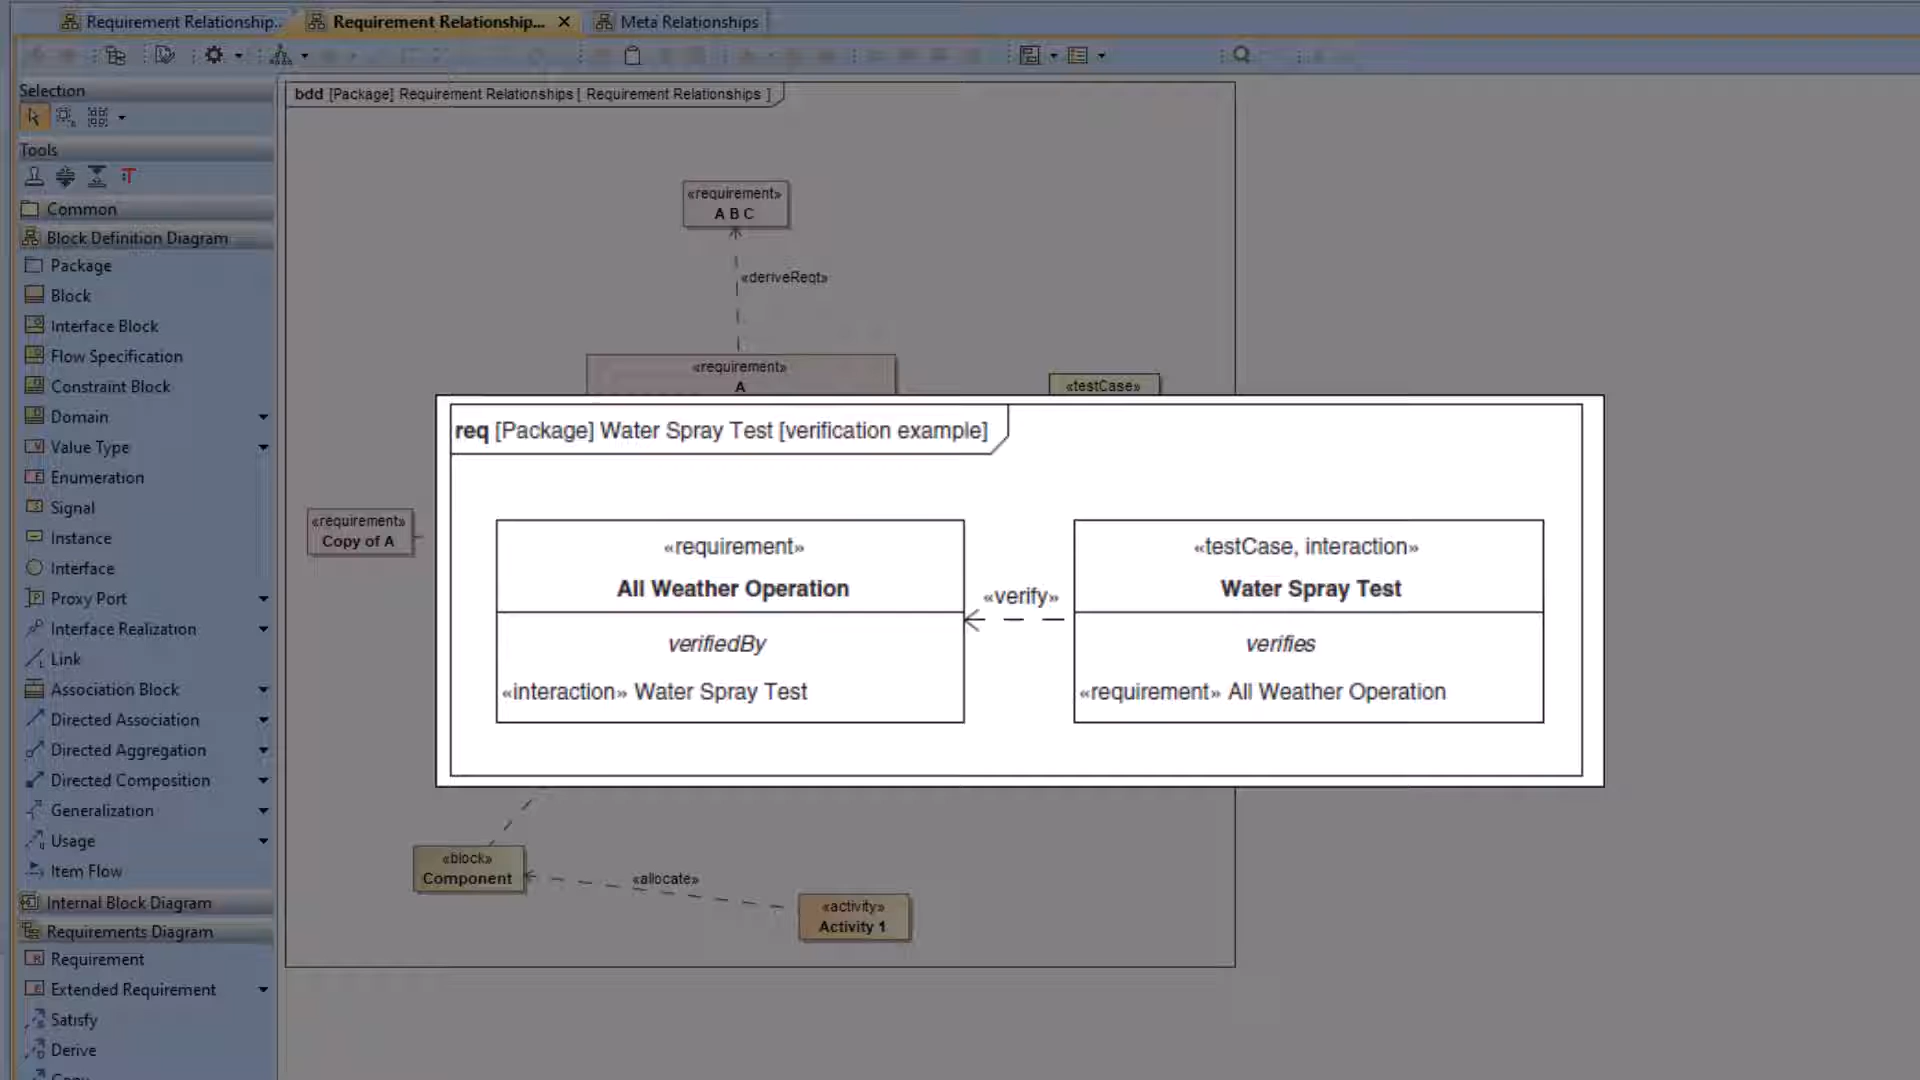 Requirement Relationship...
Requirement Relationship...
Meta Relationships
Selection
Tools
Common
Block Definition Diagram
Package
Block
Interface Block
Flow Specification
Constraint Block
Domain
Value Type
Enumeration
Signal
Instance
Interface
Proxy Port
Interface Realization
Link
Association Block
Directed Association
Directed Aggregation
Directed Composition
Generalization
Usage
Item Flow
Internal Block Diagram
Requirements Diagram
Requirement
Extended Requirement
Satisfy
Derive
Copy
bdd [Package] Requirement Relationships [ Requirement Relationships ]
«requirement»
A B C
«deriveReqt»
«requirement»
A
«testCase»
«requirement»
Copy of A
req [Package] Water Spray Test [verification example]
«requirement»
All Weather Operation
verifiedBy
«interaction» Water Spray Test
«verify»
«testCase, interaction»
Water Spray Test
verifies
«requirement» All Weather Operation
«block»
Component
«allocate»
«activity»
Activity 1